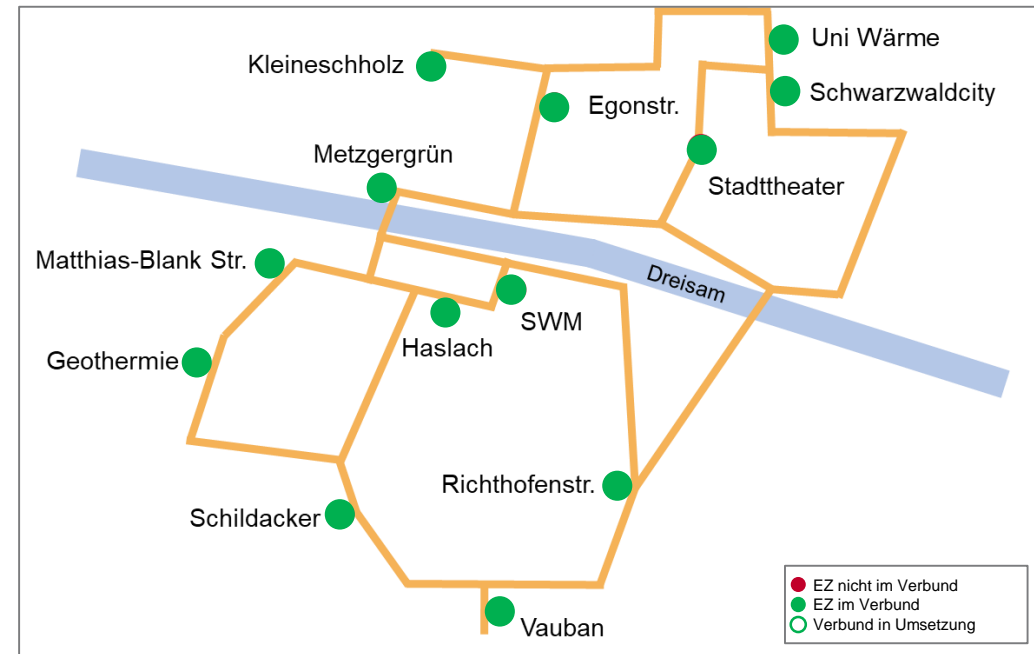 Uni Wärme
Kleineschholz
Schwarzwaldcity
Egonstr.
Metzgergrün
Stadttheater
Matthias-Blank Str.
Dreisam
SWM
Haslach
Geothermie
Richthofenstr.
Schildacker
Vauban
EZ nicht im Verbund
EZ im Verbund
Verbund in Umsetzung